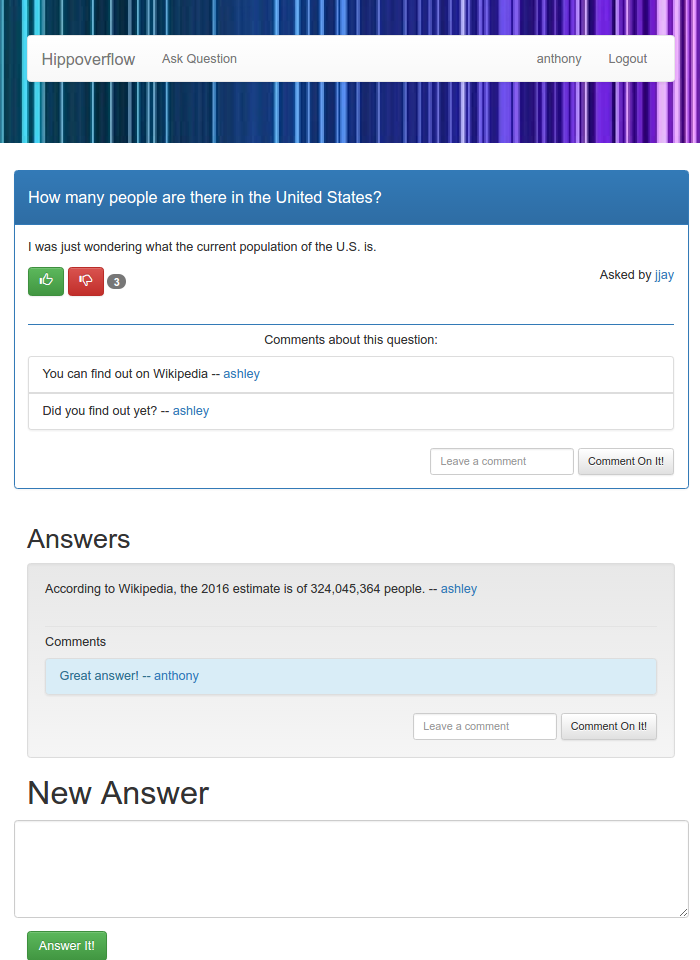 Hippoverflow Ask Question anthony Logout
How many people are there in the United States?
I was just wondering what the current population of the U.S. is.
3 Asked by jjay
Comments about this question:
You can find out on Wikipedia -- ashley
Did you find out yet? -- ashley
Leave a comment Comment On It!
Answers
According to Wikipedia, the 2016 estimate is of 324,045,364 people. -- ashley
Comments
Great answer! -- anthony
Leave a comment Comment On It!
New Answer
Answer It!